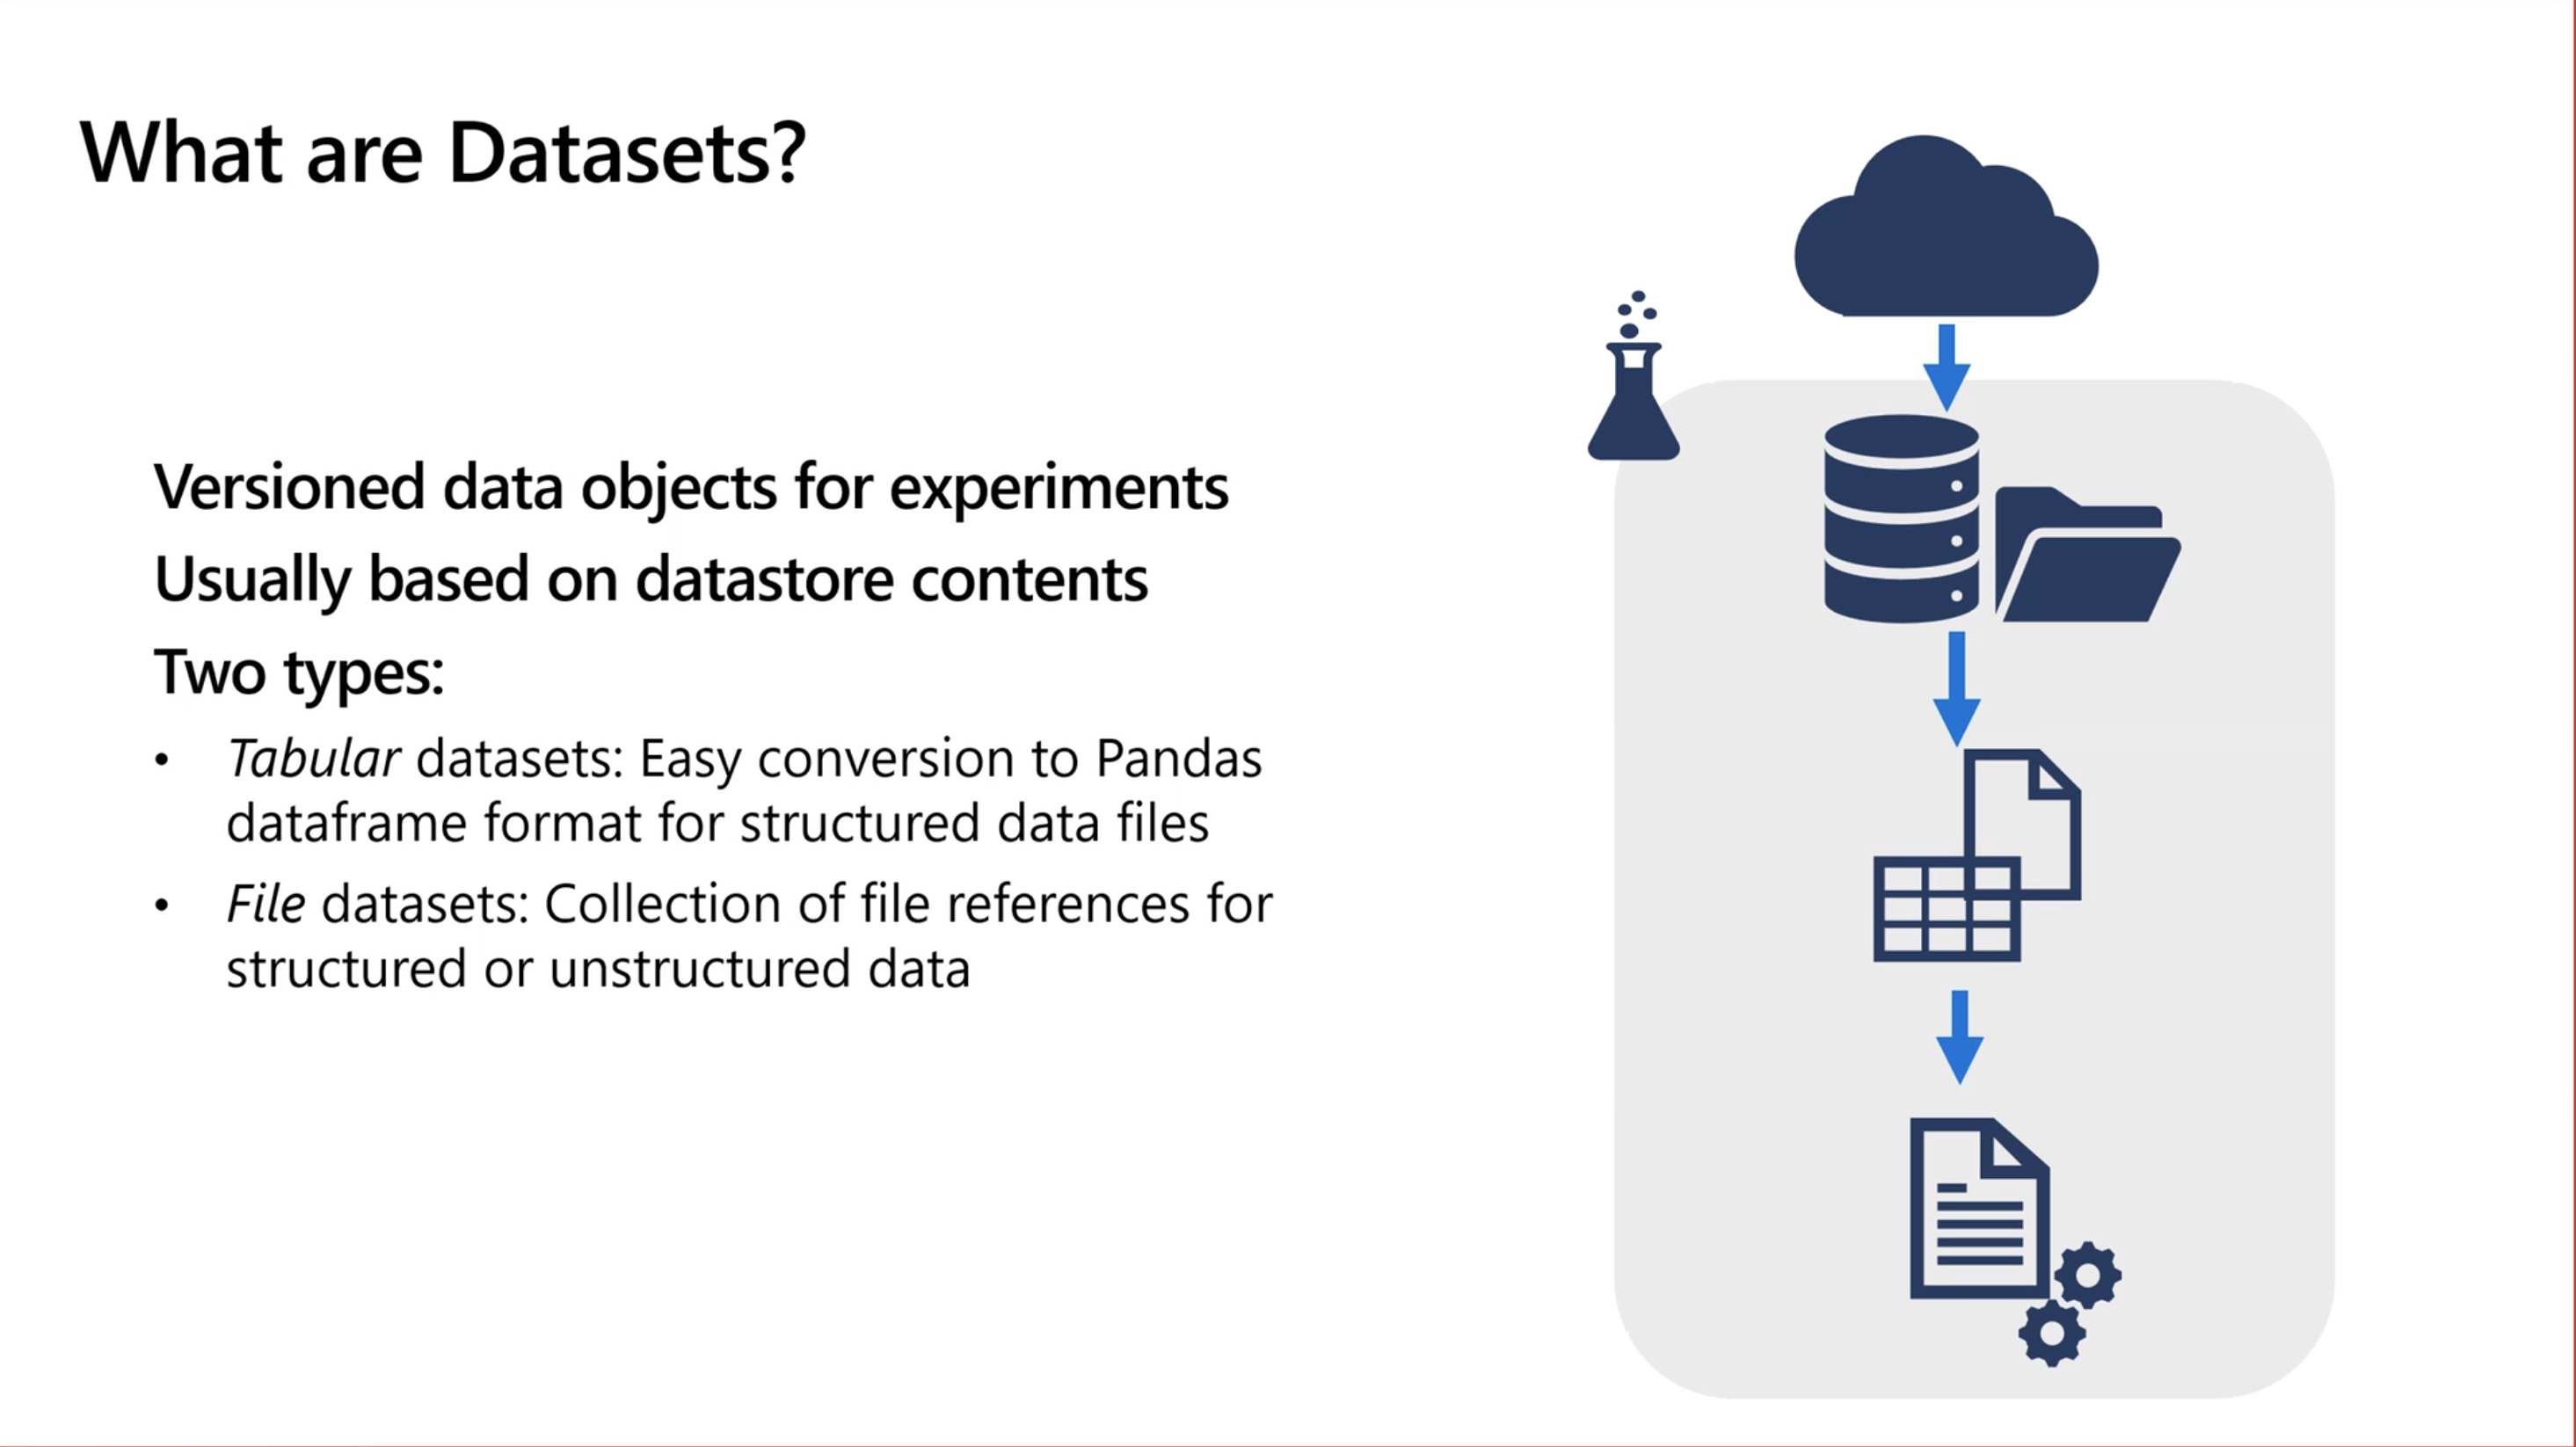 What are Datasets?
Versioned data objects for experiments
Usually based on datastore contents
Two types:
• Tabular datasets: Easy conversion to Pandas
dataframe format for structured data files
• File datasets: Collection of file references for
structured or unstructured data